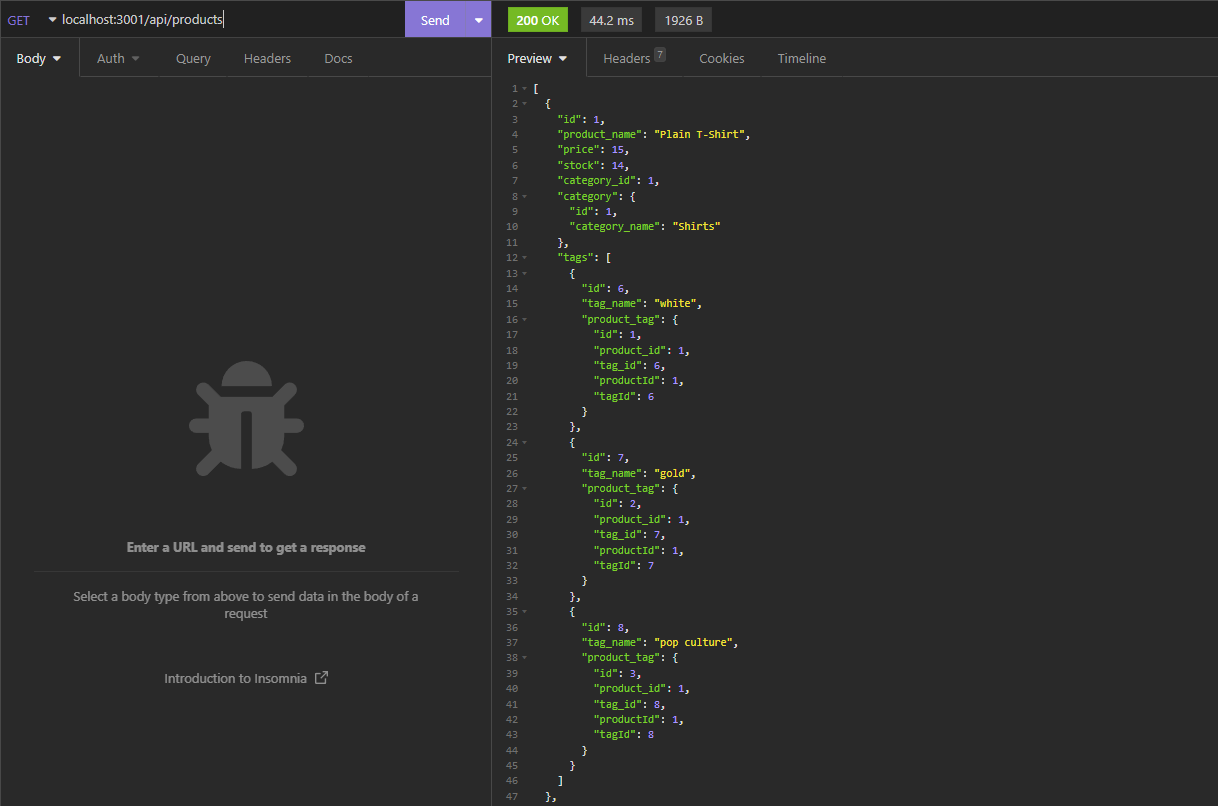 GET localhost:3001/api/products Send 200 OK 44.2 ms 1926 B
Body Auth Query Headers Docs
Enter a URL and send to get a response
Select a body type from above to send data in the body of a
request
Introduction to Insomnia
Preview Headers 7 Cookies Timeline
1 [
2 {
3 "id": 1,
4 "product_name": "Plain T-Shirt",
5 "price": 15,
6 "stock": 14,
7 "category_id": 1,
8 "category": {
9 "id": 1,
10 "category_name": "Shirts"
11 },
12 "tags": [
13 {
14 "id": 6,
15 "tag_name": "white",
16 "product_tag": {
17 "id": 1,
18 "product_id": 1,
19 "tag_id": 6,
20 "productId": 1,
21 "tagId": 6
22 }
23 },
24 {
25 "id": 7,
26 "tag_name": "gold",
27 "product_tag": {
28 "id": 2,
29 "product_id": 1,
30 "tag_id": 7,
31 "productId": 1,
32 "tagId": 7
33 }
34 },
35 {
36 "id": 8,
37 "tag_name": "pop culture",
38 "product_tag": {
39 "id": 3,
40 "product_id": 1,
41 "tag_id": 8,
42 "productId": 1,
43 "tagId": 8
44 }
45 }
46 ]
47 },